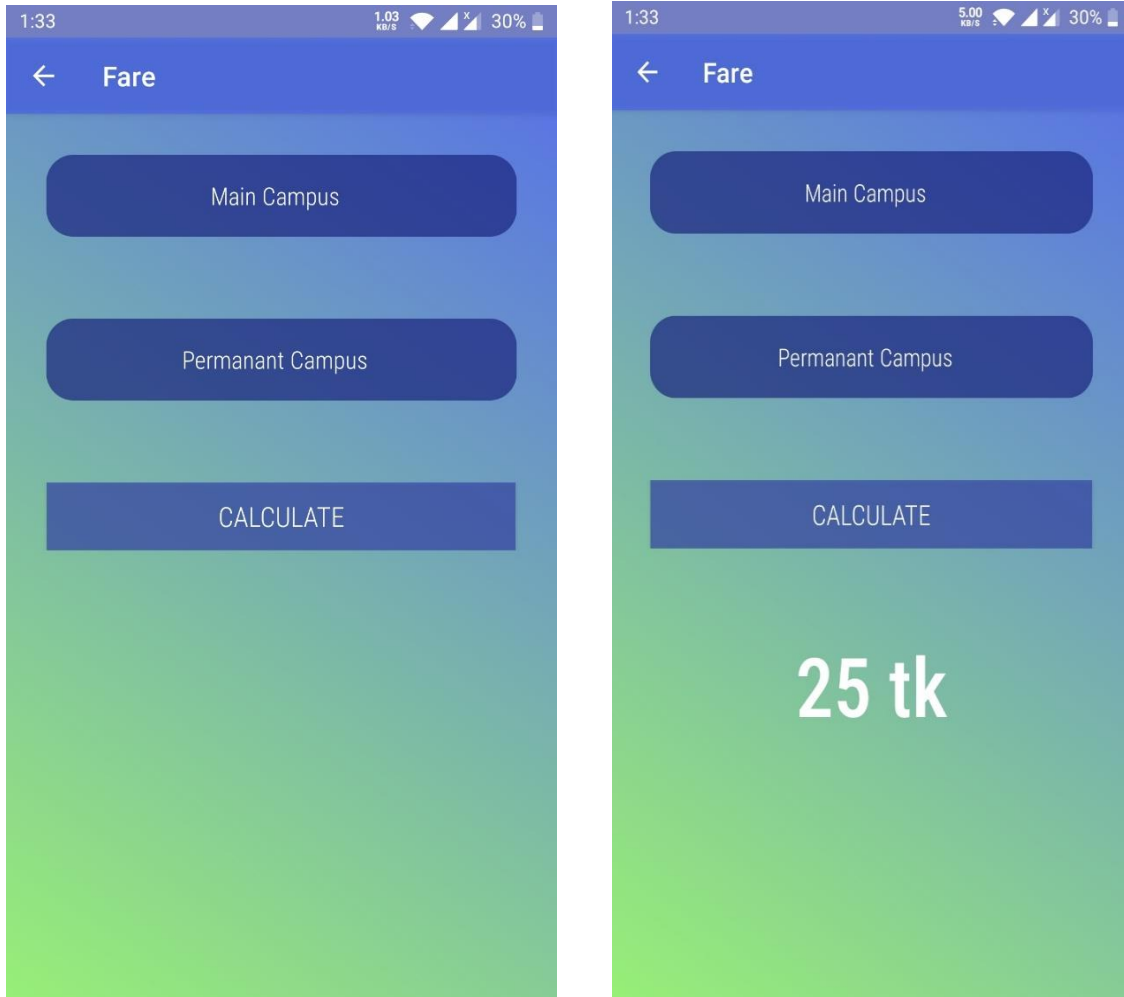 1:33 1.03 KB/S X 30%
Fare
Main Campus
Permanant Campus
CALCULATE
1:33 5.00 KB/S X 30%
Fare
Main Campus
Permanant Campus
CALCULATE
25 tk